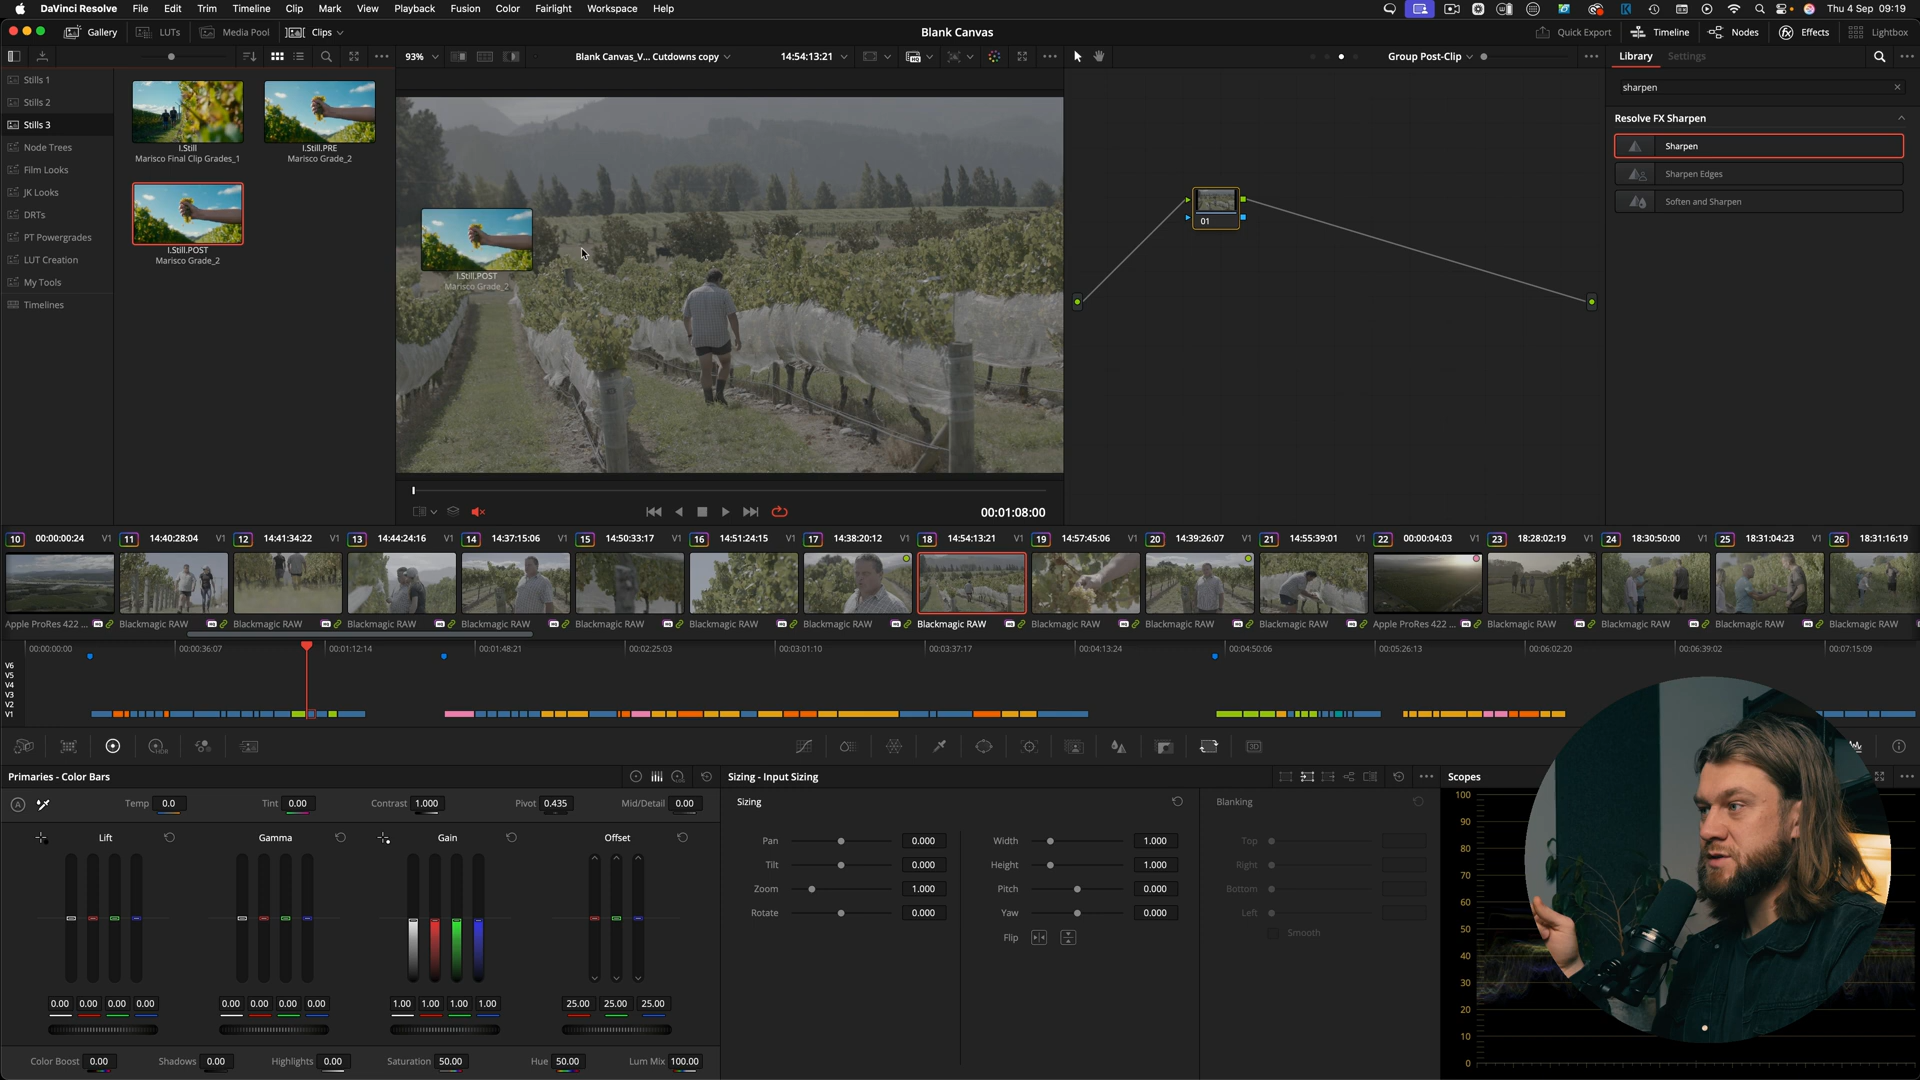 DaVinci Resolve File Edit Trim Timeline Clip Mark View Playback Fusion Color Fairlight Workspace Help Thu 4 Sep 09:19
Gallery LUTs Media Pool Clips Blank Canvas Quick Export Timeline Nodes Effects Lightbox
93% Blank Canvas_V... Cutdowns copy 14:54:13:21 Group Post-Clip Library Settings
Stills 1
Stills 2
Stills 3
Node Trees
Film Looks
JK Looks
DRTs
PT Powergrades
LUT Creation
My Tools
Timelines
I.Still
Marisco Final Clip Grades_1
I.Still.PRE
Marisco Grade_2
I.Still.POST
Marisco Grade_2
I.Still.POST
Marisco Grade_2
01
sharpen
Resolve FX Sharpen
Sharpen
Sharpen Edges
Soften and Sharpen
00:01:08:00
10 00:00:00:24 V1 11 14:40:28:04 V1 12 14:41:34:22 V1 13 14:44:24:16 V1 14 14:37:15:06 V1 15 14:50:33:17 V1 16 14:51:24:15 V1 17 14:38:20:12 V1 18 14:54:13:21 V1 19 14:57:45:06 V1 20 14:39:26:07 V1 21 14:55:39:01 V1 22 00:00:04:03 V1 23 18:28:02:19 V1 24 18:30:50:00 V1 25 18:31:04:23 V1 26 18:31:16:19
Apple ProRes 422 ... Blackmagic RAW Blackmagic RAW Blackmagic RAW Blackmagic RAW Blackmagic RAW Blackmagic RAW Blackmagic RAW Blackmagic RAW Blackmagic RAW Blackmagic RAW Blackmagic RAW Apple ProRes 422 ... Blackmagic RAW Blackmagic RAW Blackmagic RAW Blackmagic RAW
00:00:00:00 00:00:36:07 00:01:12:14 00:01:48:21 00:02:25:03 00:03:01:10 00:03:37:17 00:04:13:24 00:04:50:06 00:05:26:13 00:06:02:20 00:06:39:02 00:07:15:09
V6
V5
V4
V3
V2
V1
Primaries - Color Bars
Temp 0.0 Tint 0.00 Contrast 1.000 Pivot 0.435 Mid/Detail 0.00
Lift Gamma Gain Offset
0.00 0.00 0.00 0.00 0.00 0.00 0.00 0.00 1.00 1.00 1.00 1.00 25.00 25.00 25.00
Color Boost 0.00 Shadows 0.00 Highlights 0.00 Saturation 50.00 Hue 50.00 Lum Mix 100.00
Sizing - Input Sizing
Sizing
Pan 0.000 Width 1.000
Tilt 0.000 Height 1.000
Zoom 1.000 Pitch 0.000
Rotate 0.000 Yaw 0.000
Flip
Blanking
Top
Right
Bottom
Left
Smooth
Scopes
3D
100
90
80
70
60
50
40
30
20
10
0